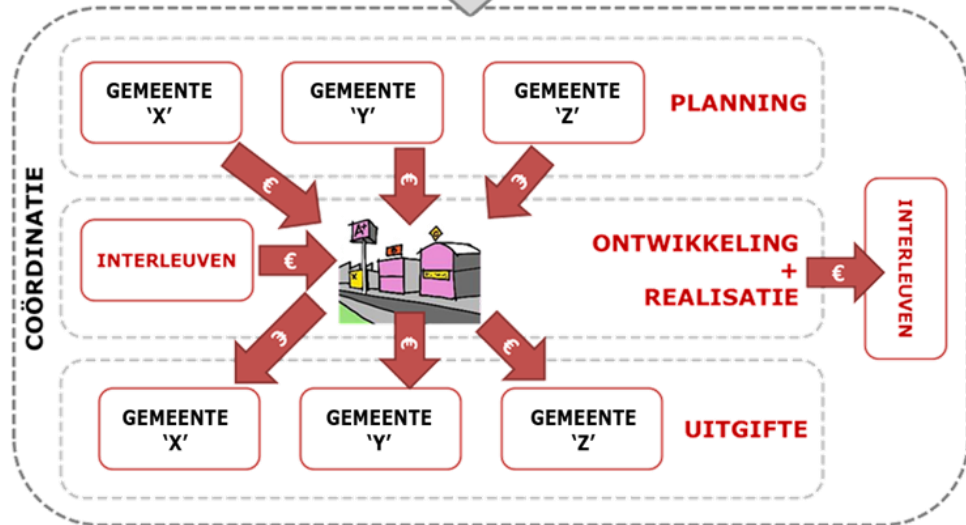 COÖRDINATIE
GEMEENTE
‘X’
GEMEENTE
‘Y’
GEMEENTE
‘Z’
PLANNING
€
€
€
INTERLEUVEN
€
A+
ONTWIKKELING
+
REALISATIE
€
INTERLEUVEN
€
€
€
GEMEENTE
‘X’
GEMEENTE
‘Y’
GEMEENTE
‘Z’
UITGIFTE